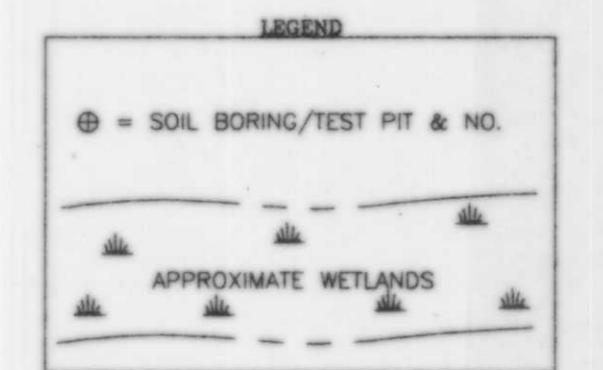 LEGEND
⊕ = SOIL BORING/TEST PIT & NO.
APPROXIMATE WETLANDS